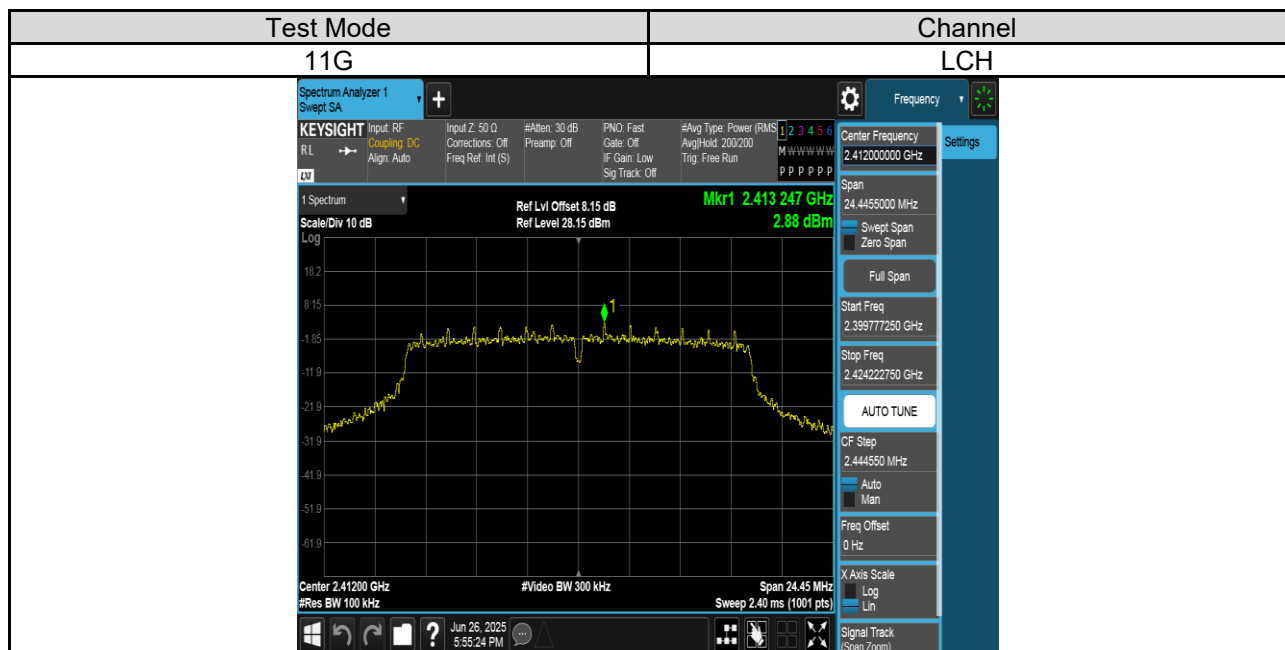 Test Mode
Channel
11G
LCH
Spectrum Analyzer 1
Swept SA
+
Frequency
KEYSIGHT
RL
LXI
Input: RF
Coupling: DC
Align: Auto
Input Z: 50 Ω
Corrections: Off
Freq Ref: Int (S)
#Atten: 30 dB
Preamp: Off
PNO: Fast
Gate: Off
IF Gain: Low
Sig Track: Off
#Avg Type: Power (RMS
Avg|Hold: 200/200
Trig: Free Run
1 2 3 4 5 6
M W W W W W
P P P P P P
1 Spectrum
Scale/Div 10 dB
Log
Ref Lvl Offset 8.15 dB
Ref Level 28.15 dBm
Mkr1 2.413 247 GHz
2.88 dBm
18.2
8.15
-1.85
-11.9
-21.9
-31.9
-41.9
-51.9
-61.9
1
Center 2.41200 GHz
#Res BW 100 kHz
#Video BW 300 kHz
Span 24.45 MHz
Sweep 2.40 ms (1001 pts)
?
Jun 26, 2025
5:55:24 PM
Settings
Center Frequency
2.412000000 GHz
Span
24.4455000 MHz
Swept Span
Zero Span
Full Span
Start Freq
2.399777250 GHz
Stop Freq
2.424222750 GHz
AUTO TUNE
CF Step
2.444550 MHz
Auto
Man
Freq Offset
0 Hz
X Axis Scale
Log
Lin
Signal Track
(Span Zoom)